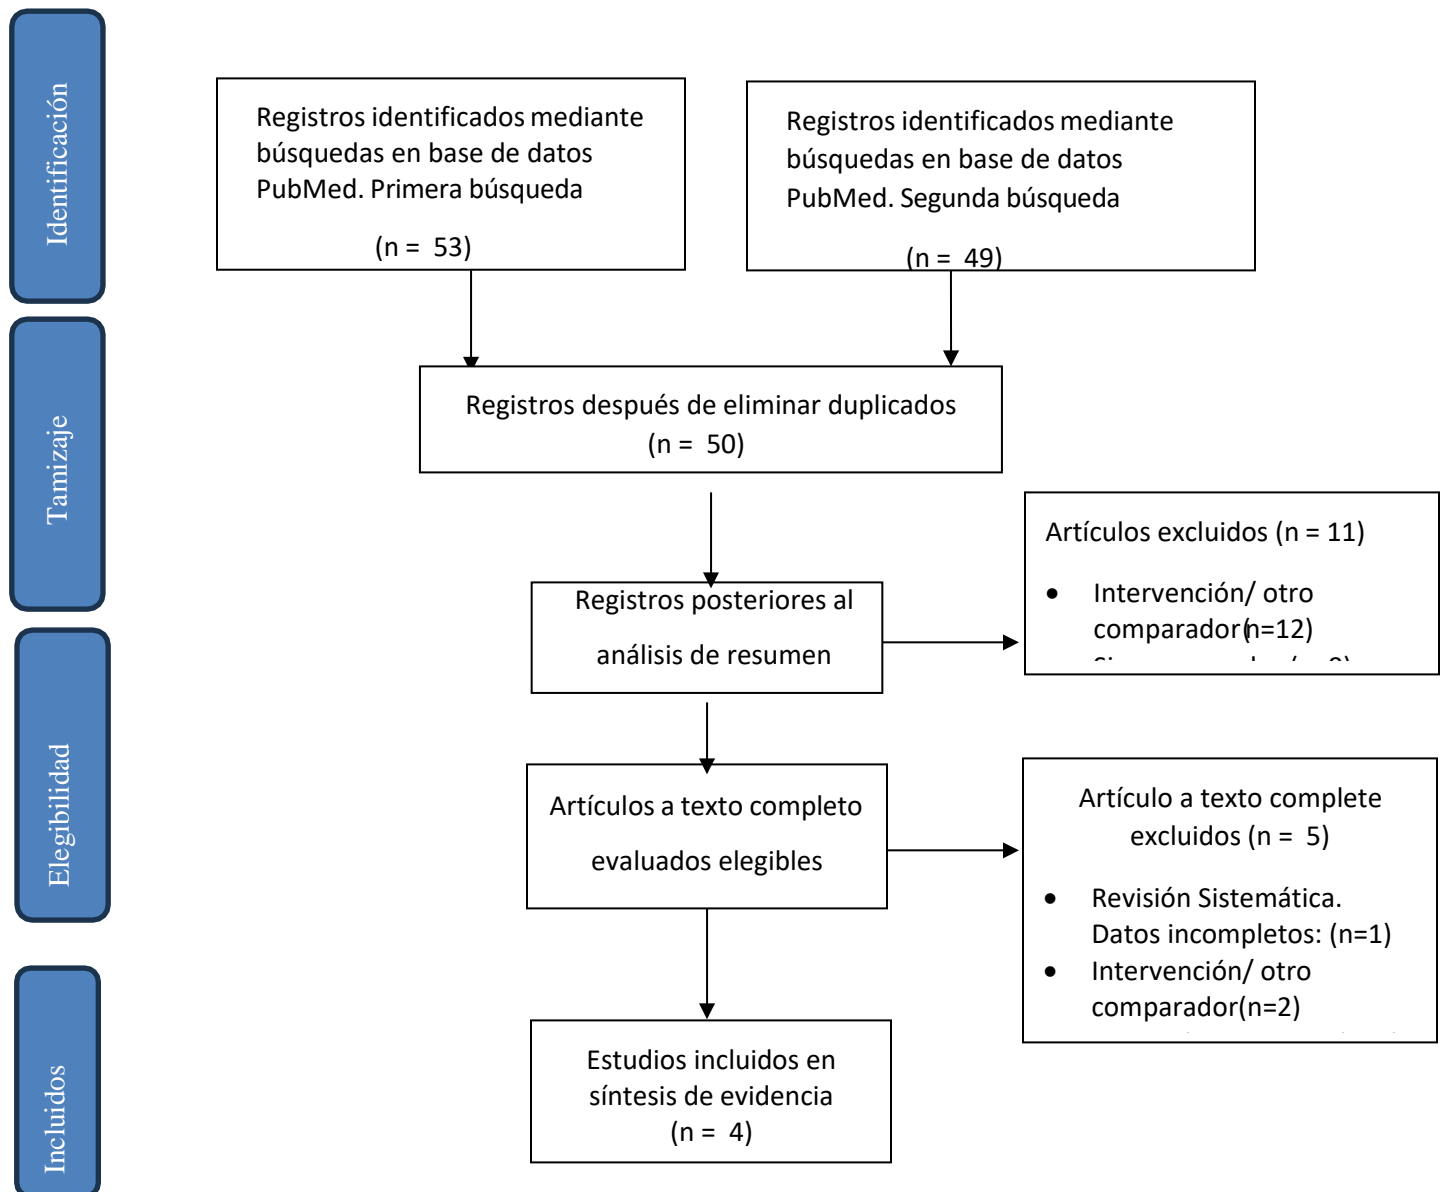 Identificación
Registros identificados mediante
búsquedas en base de datos
PubMed. Primera búsqueda
(n = 53)
Registros identificados mediante
búsquedas en base de datos
PubMed. Segunda búsqueda
(n = 49)
Tamizaje
Registros después de eliminar duplicados
(n = 50)
Artículos excluidos (n = 11)
• Intervención/ otro
comparador(n=12)
Registros posteriores al
análisis de resumen
Elegibilidad
Artículos a texto completo
evaluados elegibles
Artículo a texto complete
excluidos (n = 5)
• Revisión Sistemática.
Datos incompletos: (n=1)
• Intervención/ otro
comparador(n=2)
Incluidos
Estudios incluidos en
síntesis de evidencia
(n = 4)